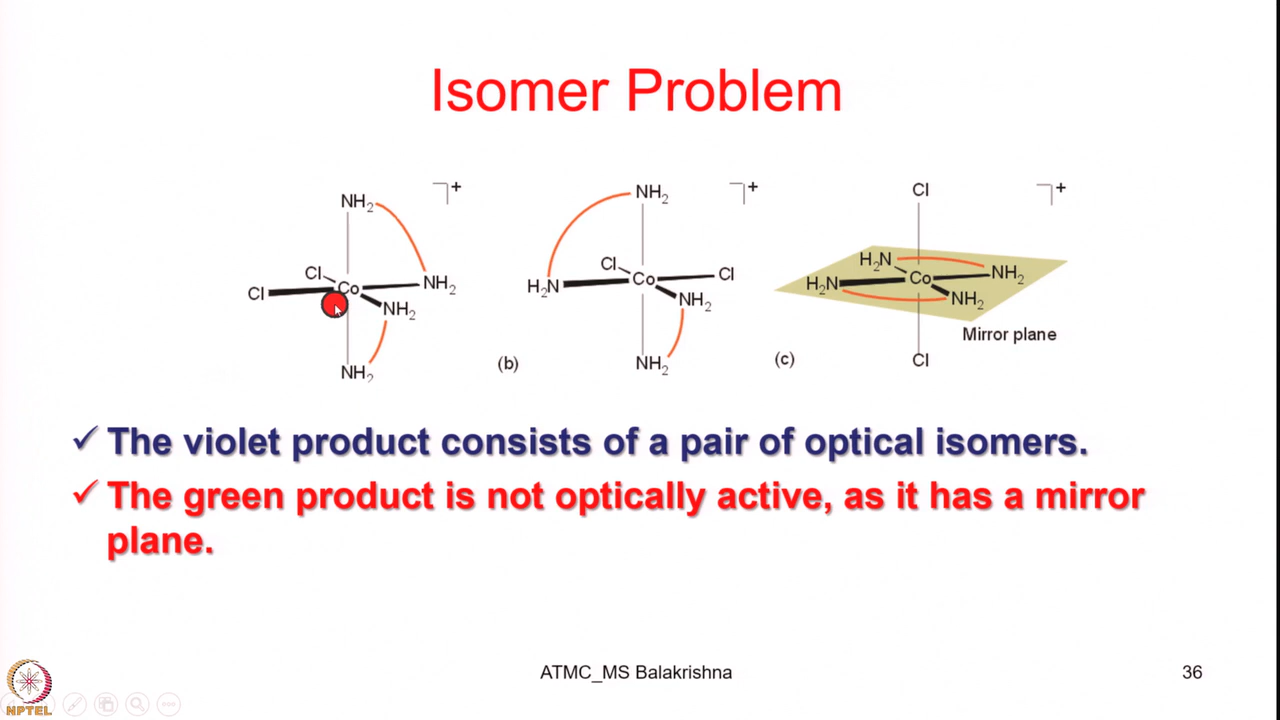 Isomer Problem
NH₂ NH₂ Cl
Cl Cl
Cl Co NH₂ H₂N Co Cl H₂N Co NH₂
NH₂ NH₂ H₂N NH₂
NH₂ NH₂ Cl
+ + +
(b) (c) Mirror plane
✓ The violet product consists of a pair of optical isomers.
✓ The green product is not optically active, as it has a mirror
plane.
ATMC_MS Balakrishna 36
NPTEL